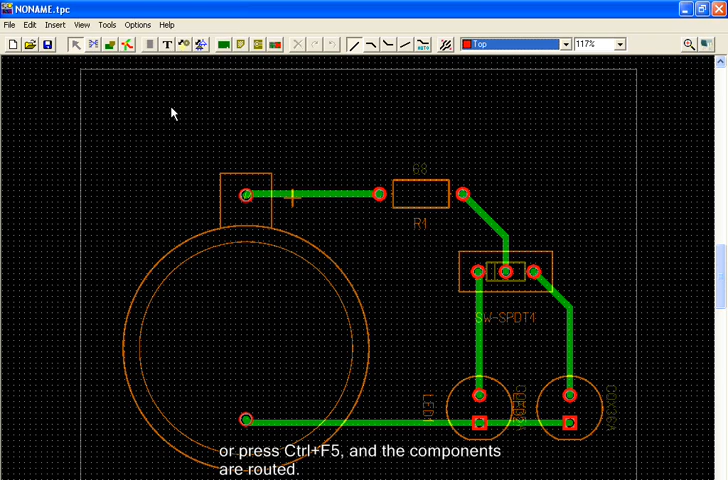 NONAME.tpc
File Edit Insert View Tools Options Help
T Top 117%
68
R1
SW-SPDT1
LED1
or press Ctrl+F5, and the components
are routed.